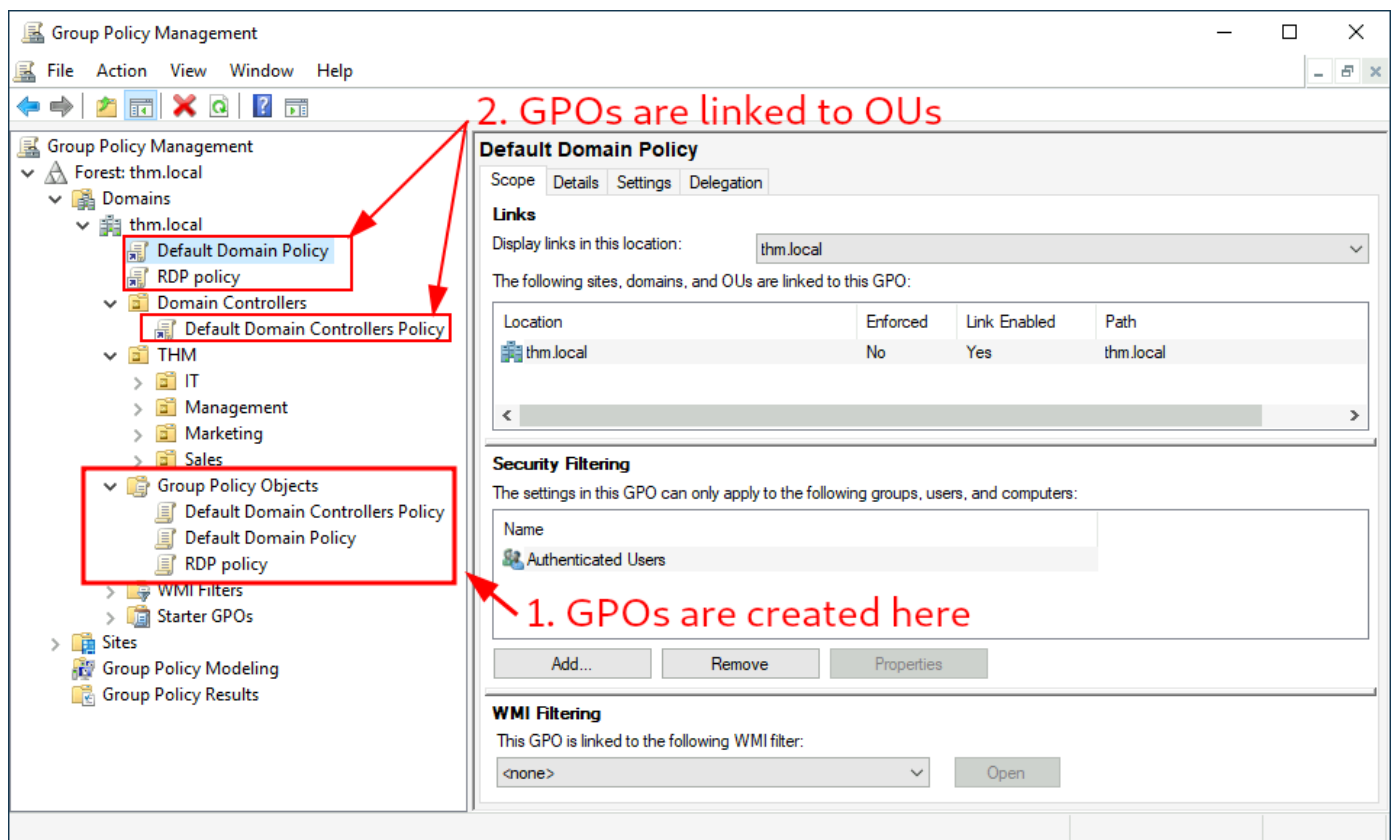 Group Policy Management
File Action View Window Help
2. GPOs are linked to OUs
Group Policy Management
Forest: thm.local
Domains
thm.local
Default Domain Policy
RDP policy
Domain Controllers
Default Domain Controllers Policy
THM
IT
Management
Marketing
Sales
Group Policy Objects
Default Domain Controllers Policy
Default Domain Policy
RDP policy
WMI Filters
Starter GPOs
Sites
Group Policy Modeling
Group Policy Results
Default Domain Policy
Scope Details Settings Delegation
Links
Display links in this location: thm.local
The following sites, domains, and OUs are linked to this GPO:
Location Enforced Link Enabled Path
thm.local No Yes thm.local
Security Filtering
The settings in this GPO can only apply to the following groups, users, and computers:
Name
Authenticated Users
1. GPOs are created here
Add... Remove Properties
WMI Filtering
This GPO is linked to the following WMI filter:
<none> Open